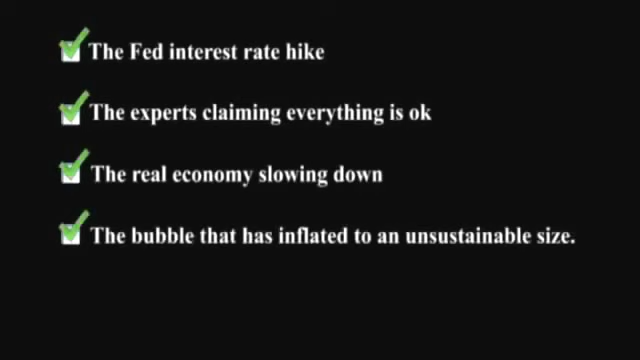 The Fed interest rate hike
The experts claiming everything is ok
The real economy slowing down
The bubble that has inflated to an unsustainable size.